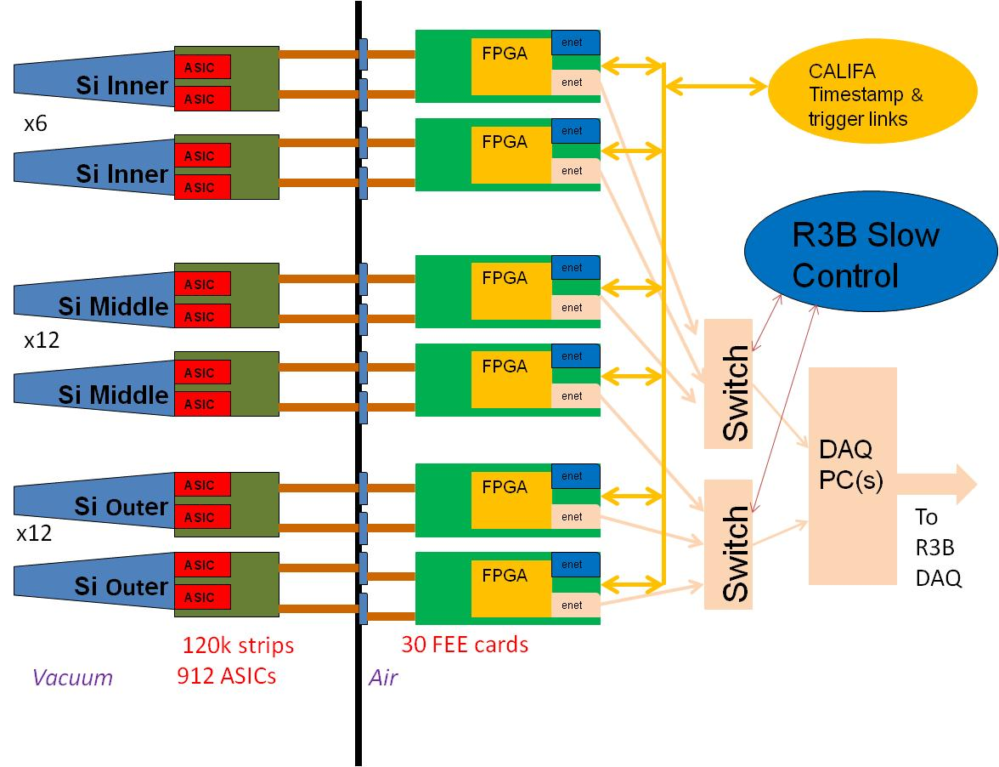 Si Inner
ASIC
ASIC
FPGA
enet
enet
CALIFA
Timestamp &
trigger links
x6
Si Inner
ASIC
ASIC
FPGA
enet
enet
R3B Slow
Control
Si Middle
ASIC
ASIC
FPGA
enet
enet
x12
Si Middle
ASIC
ASIC
FPGA
enet
enet
Switch
DAQ
PC(s)
Si Outer
ASIC
ASIC
FPGA
enet
enet
x12
Switch
To
R3B
DAQ
Si Outer
ASIC
ASIC
FPGA
enet
enet
120k strips
912 ASICs
30 FEE cards
Vacuum
Air